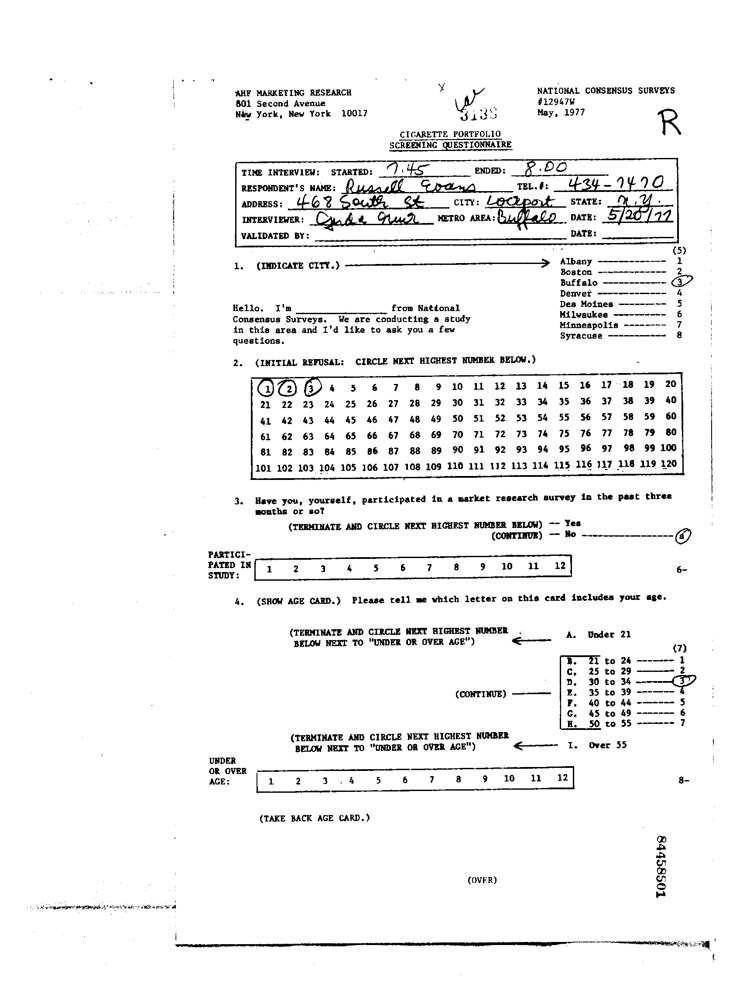 AHF MARKETING RESEARCH
801 Second Avenue
New York, New York 10017
X
3138
NATIONAL CONSENSUS SURVEYS
#12947W
May, 1977
R
CIGARETTE PORTFOLIO
SCREENING QUESTIONNAIRE
TIME INTERVIEW: STARTED: 7.45 ENDED: 8.00
RESPONDENT'S NAME: Russell Evans TEL.#: 434-7470
ADDRESS: 468 South St CITY: Lockport STATE: N.Y.
INTERVIEWER: METRO AREA: Buffalo DATE: 5/20/77
VALIDATED BY: DATE:
(5)
1. (INDICATE CITY.)
Albany ------------- 1
Boston ------------- 2
Buffalo ------------ 3
Denver ------------- 4
Des Moines --------- 5
Milwaukee ---------- 6
Minneapolis -------- 7
Syracuse ----------- 8
Hello. I'm ______________ from National
Consensus Surveys. We are conducting a study
in this area and I'd like to ask you a few
questions.
2. (INITIAL REFUSAL: CIRCLE NEXT HIGHEST NUMBER BELOW.)
1 2 3 4 5 6 7 8 9 10 11 12 13 14 15 16 17 18 19 20
21 22 23 24 25 26 27 28 29 30 31 32 33 34 35 36 37 38 39 40
41 42 43 44 45 46 47 48 49 50 51 52 53 54 55 56 57 58 59 60
61 62 63 64 65 66 67 68 69 70 71 72 73 74 75 76 77 78 79 80
81 82 83 84 85 86 87 88 89 90 91 92 93 94 95 96 97 98 99 100
101 102 103 104 105 106 107 108 109 110 111 112 113 114 115 116 117 118 119 120
3. Have you, yourself, participated in a market research survey in the past three
months or so?
(TERMINATE AND CIRCLE NEXT HIGHEST NUMBER BELOW) -- Yes
(CONTINUE) -- No ------------------
PARTICI-
PATED IN
STUDY:
1 2 3 4 5 6 7 8 9 10 11 12
6-
4. (SHOW AGE CARD.) Please tell me which letter on this card includes your age.
(TERMINATE AND CIRCLE NEXT HIGHEST NUMBER
BELOW NEXT TO "UNDER OR OVER AGE")
A. Under 21
(7)
B. 21 to 24 ------- 1
C. 25 to 29 ------- 2
D. 30 to 34 ------- 3
(CONTINUE)
E. 35 to 39 ------- 4
F. 40 to 44 ------- 5
G. 45 to 49 ------- 6
H. 50 to 55 ------- 7
(TERMINATE AND CIRCLE NEXT HIGHEST NUMBER
BELOW NEXT TO "UNDER OR OVER AGE")
I. Over 55
UNDER
OR OVER
AGE:
1 2 3 4 5 6 7 8 9 10 11 12
8-
(TAKE BACK AGE CARD.)
(OVER)
84458501